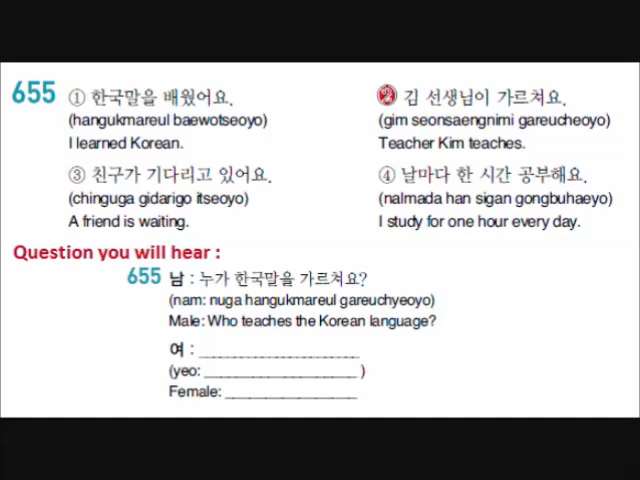 655 ① 한국말을 배웠어요.
(hangukmareul baewotseoyo)
I learned Korean.
② 김 선생님이 가르쳐요.
(gim seonsaengnimi gareucheoyo)
Teacher Kim teaches.
③ 친구가 기다리고 있어요.
(chinguga gidarigo itseoyo)
A friend is waiting.
④ 날마다 한 시간 공부해요.
(nalmada han sigan gongbuhaeyo)
I study for one hour every day.
Question you will hear :
655 남 : 누가 한국말을 가르쳐요?
(nam: nuga hangukmareul gareuchyeoyo)
Male: Who teaches the Korean language?
여 : ____________________
(yeo: ____________________ )
Female: _________________